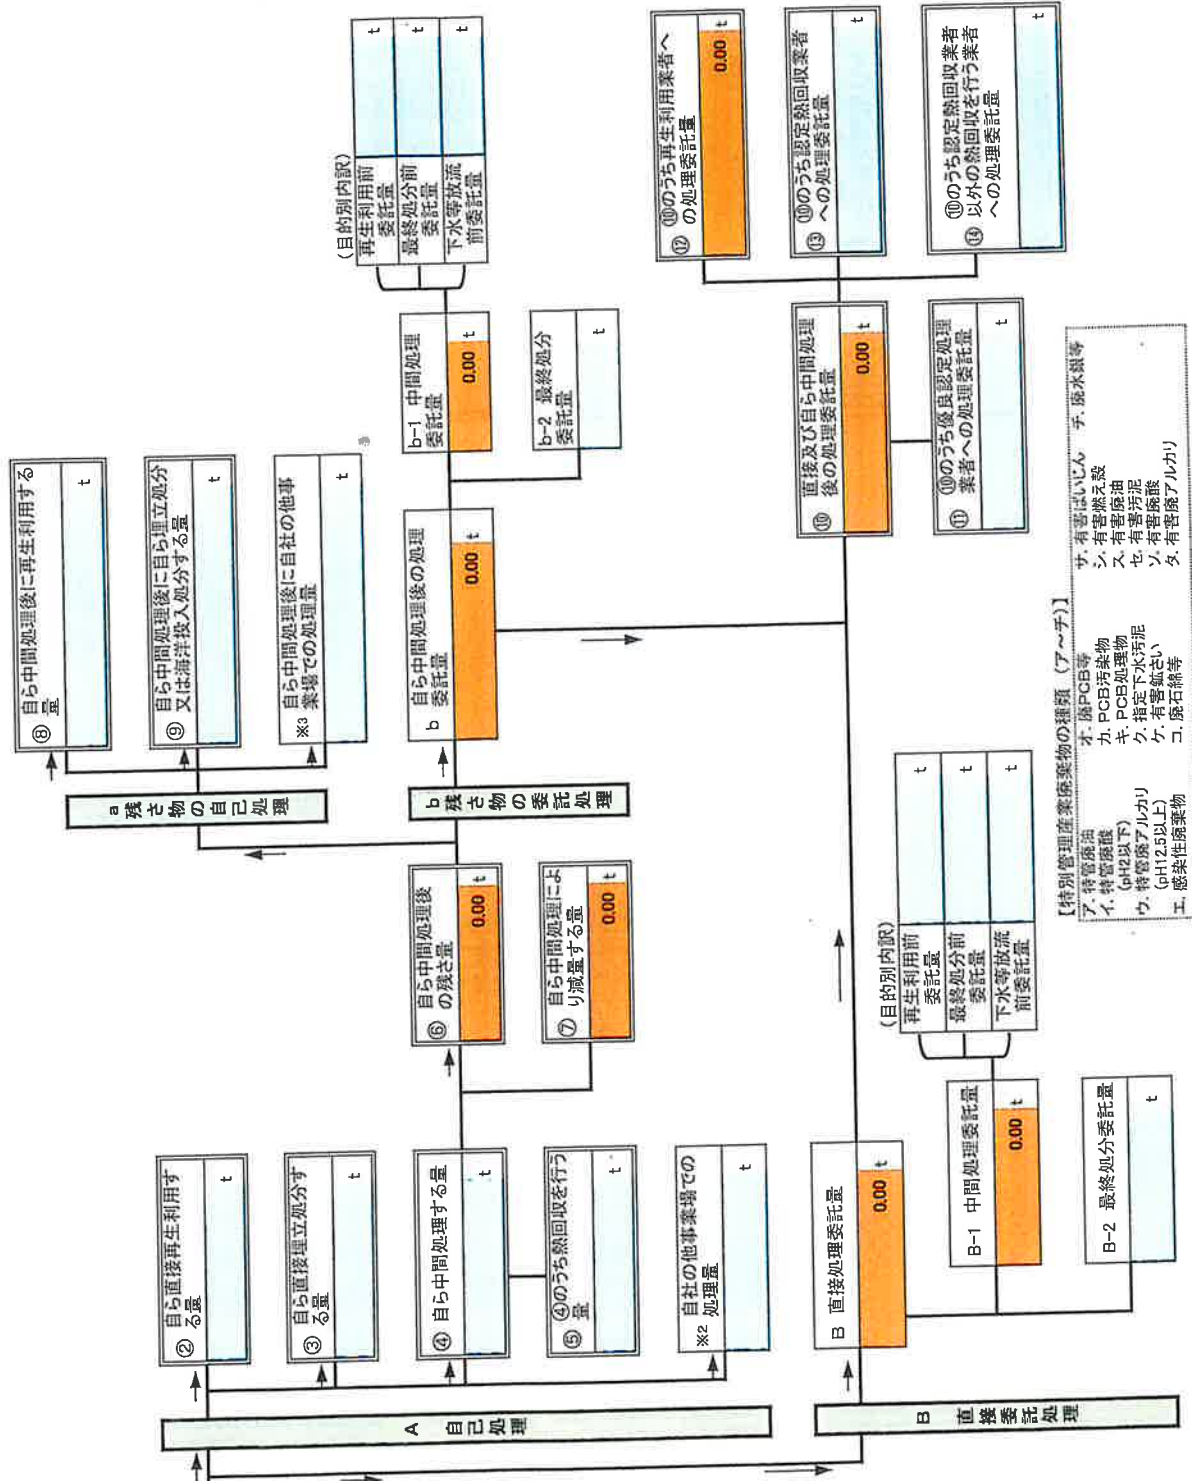 A
自己処理
② 自ら直接再生利用す
る量
t
③ 自ら直接埋立処分す
る量
t
④ 自ら中間処理する量
t
⑤ ④のうち熱回収を行う
量
t
※2 自社の他事業場での
処理量
t
⑥ 自ら中間処理後
の残さ量
0.00 t
⑦ 自ら中間処理によ
り減量する量
0.00 t
a
残さ物の自己処理
⑧ 自ら中間処理後に再生利用する
量
t
⑨ 自ら中間処理後に自ら埋立処分
又は海洋投入処分する量
t
※3 自ら中間処理後に自社の他事
業場での処理量
t
b
残さ物の委託処理
b 自ら中間処理後の処理
委託量
0.00 t
b-1 中間処理
委託量
0.00 t
b-2 最終処分
委託量
t
(目的別内訳)
再生利用前
委託量
t
最終処分前
委託量
t
下水等放流
前委託量
t
B
直接委託処理
B 直接処理委託量
0.00 t
B-1 中間処理委託量
0.00 t
B-2 最終処分委託量
t
(目的別内訳)
再生利用前
委託量
t
最終処分前
委託量
t
下水等放流
前委託量
t
⑩ 直接及び自ら中間処理
後の処理委託量
0.00 t
⑪ ⑩のうち優良認定処理
業者への処理委託量
t
⑫ ⑩のうち再生利用業者へ
の処理委託量
0.00 t
⑬ ⑩のうち認定熱回収業者
への処理委託量
t
⑭ ⑩のうち認定熱回収業者
以外の熱回収を行う業者
への処理委託量
t
【特別管理産業廃棄物の種類 (ア~チ)】
ア. 特管廃油
イ. 特管廃酸
(pH2以下)
ウ. 特管廃アルカリ
(pH12.5以上)
エ. 感染性廃棄物
オ. 廃PCB等
カ. PCB汚染物
キ. PCB処理物
ク. 指定下水汚泥
ケ. 有害鉱さい
コ. 廃石綿等
サ. 有害ばいじん
シ. 有害燃え殻
ス. 有害廃油
セ. 有害汚泥
ソ. 有害廃酸
タ. 有害廃アルカリ
チ. 廃水銀等